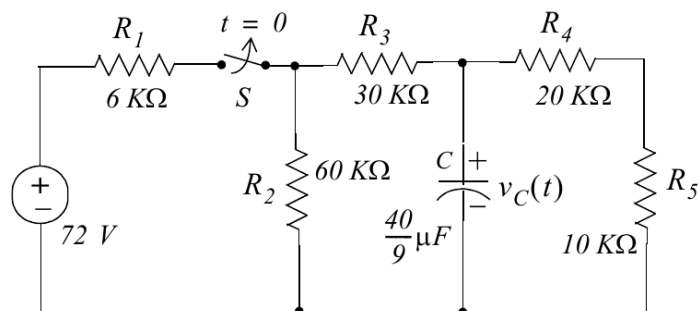 R1 t = 0 R3 R4
6 KΩ S 30 KΩ 20 KΩ
+ − 72 V
R2 60 KΩ
C + − vC(t)
40/9 μF
R5 10 KΩ